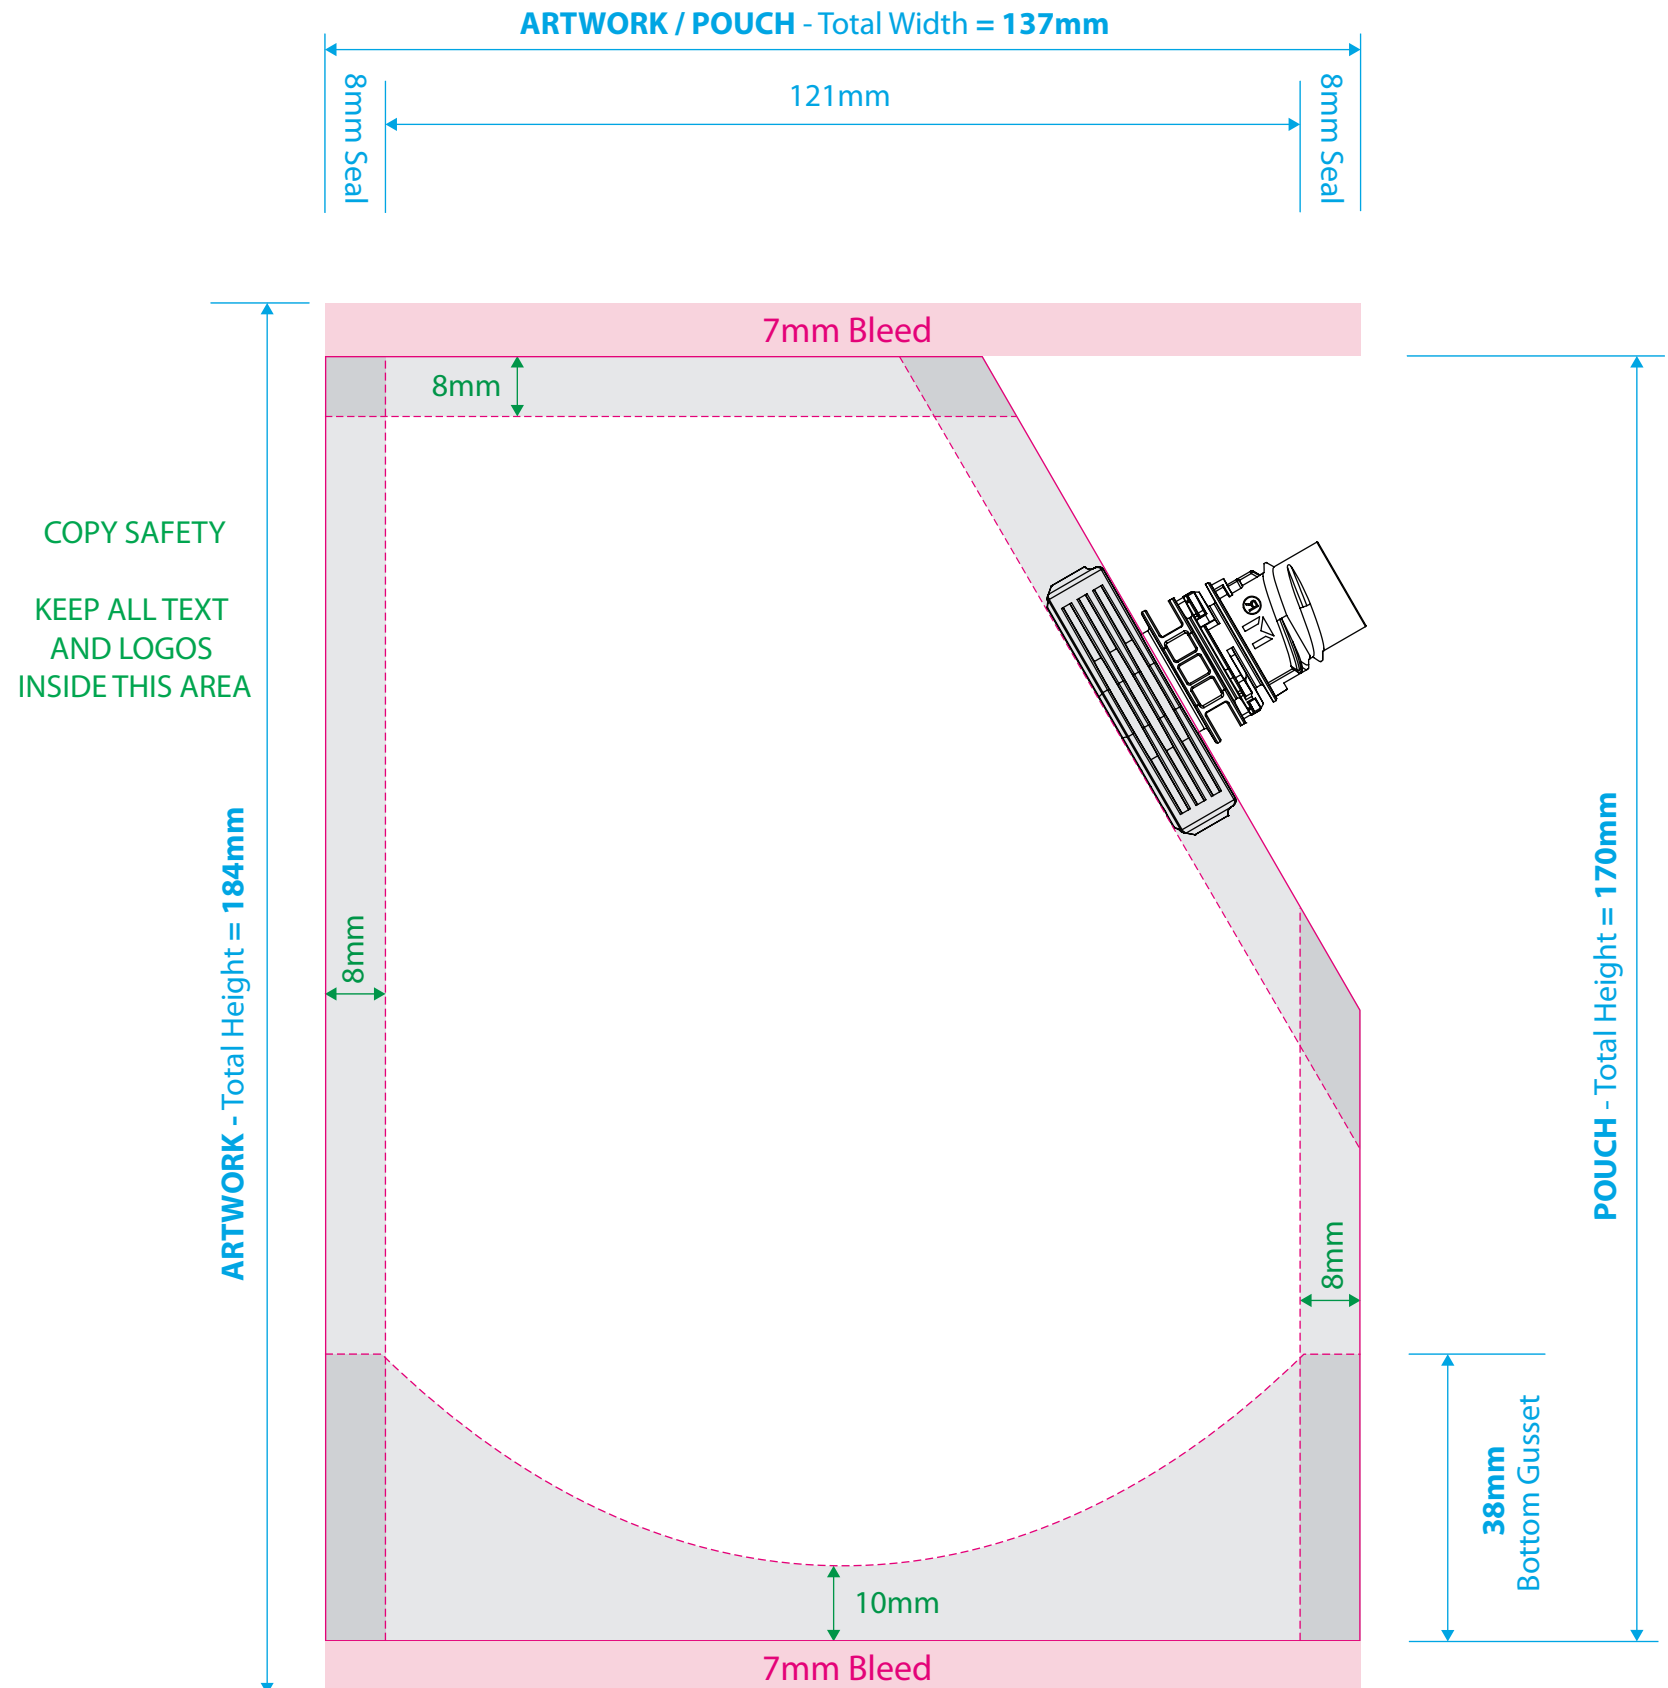 ARTWORK / POUCH - Total Width = 137mm
8mm Seal
121mm
8mm Seal
7mm Bleed
8mm
COPY SAFETY
KEEP ALL TEXT
AND LOGOS
INSIDE THIS AREA
®
ARTWORK - Total Height = 184mm
8mm
POUCH - Total Height = 170mm
8mm
38mm
Bottom Gusset
10mm
7mm Bleed